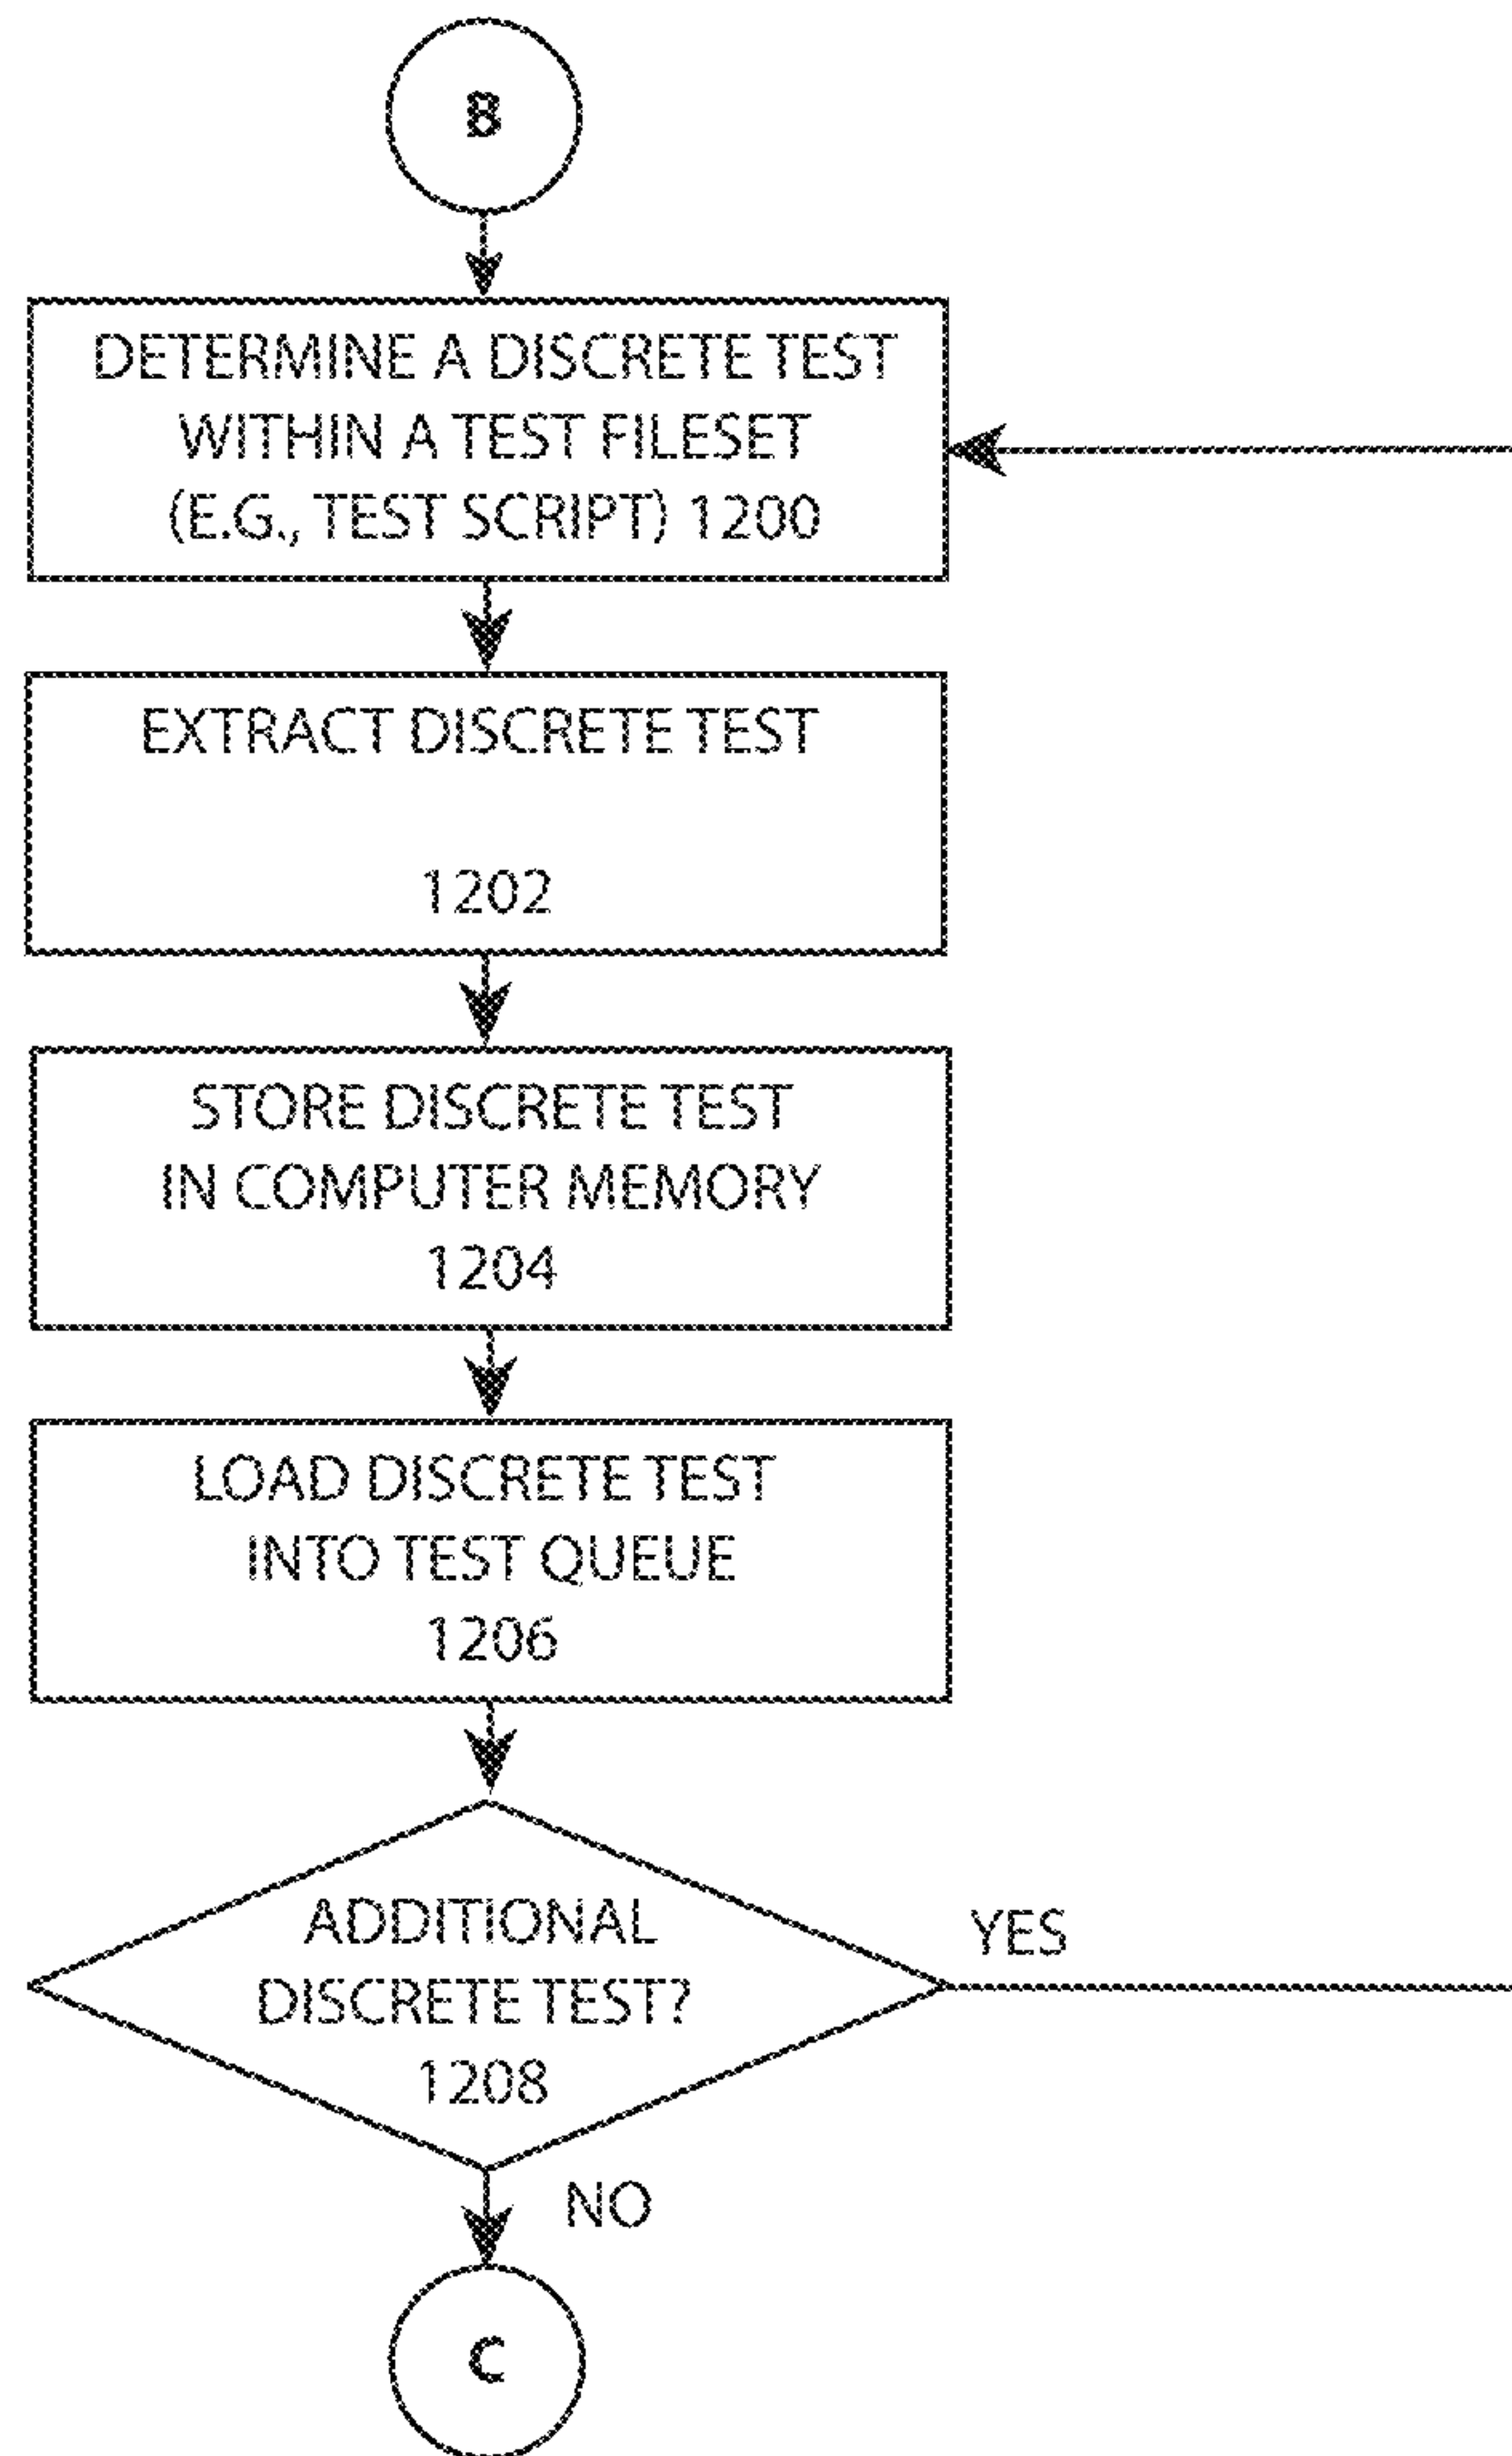 B
DETERMINE A DISCRETE TEST
WITHIN A TEST FILESET
(E.G., TEST SCRIPT) 1200
EXTRACT DISCRETE TEST
1202
STORE DISCRETE TEST
IN COMPUTER MEMORY
1204
LOAD DISCRETE TEST
INTO TEST QUEUE
1206
ADDITIONAL
DISCRETE TEST?
1208
YES
NO
C